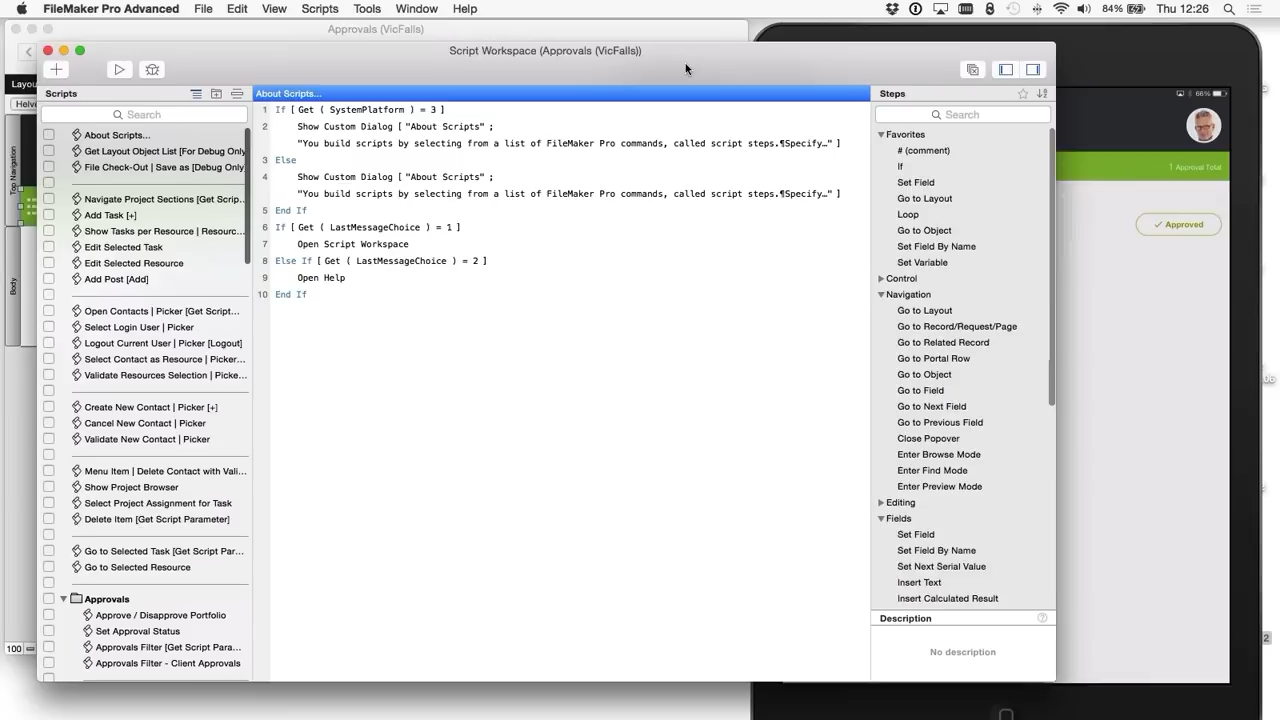 FileMaker Pro Advanced File Edit View Scripts Tools Window Help 84% Thu 12:26
Approvals (VicFalls)
Script Workspace (Approvals (VicFalls))
Layou
Helve
Top Navigation
Body
100
Scripts
Search
About Scripts...
Get Layout Object List [For Debug Only
File Check-Out | Save as [Debug Only
Navigate Project Sections [Get Scrip...
Add Task [+]
Show Tasks per Resource | Resourc...
Edit Selected Task
Edit Selected Resource
Add Post [Add]
Open Contacts | Picker [Get Script...
Select Login User | Picker
Logout Current User | Picker [Logout]
Select Contact as Resource | Picker...
Validate Resources Selection | Picke...
Create New Contact | Picker [+]
Cancel New Contact | Picker
Validate New Contact | Picker
Menu Item | Delete Contact with Vali...
Show Project Browser
Select Project Assignment for Task
Delete Item [Get Script Parameter]
Go to Selected Task [Get Script Par...
Go to Selected Resource
Approvals
Approve / Disapprove Portfolio
Set Approval Status
Approvals Filter [Get Script Para...
Approvals Filter - Client Approvals
About Scripts...
1 If [ Get ( SystemPlatform ) = 3 ]
2 Show Custom Dialog [ "About Scripts" ;
"You build scripts by selecting from a list of FileMaker Pro commands, called script steps.¶Specify…" ]
3 Else
4 Show Custom Dialog [ "About Scripts" ;
"You build scripts by selecting from a list of FileMaker Pro commands, called script steps.¶Specify…" ]
5 End If
6 If [ Get ( LastMessageChoice ) = 1 ]
7 Open Script Workspace
8 Else If [ Get ( LastMessageChoice ) = 2 ]
9 Open Help
10 End If
Steps
Search
Favorites
# (comment)
If
Set Field
Go to Layout
Loop
Go to Object
Set Field By Name
Set Variable
Control
Navigation
Go to Layout
Go to Record/Request/Page
Go to Related Record
Go to Portal Row
Go to Object
Go to Field
Go to Next Field
Go to Previous Field
Close Popover
Enter Browse Mode
Enter Find Mode
Enter Preview Mode
Editing
Fields
Set Field
Set Field By Name
Set Next Serial Value
Insert Text
Insert Calculated Result
Description
No description
66%
1 Approval Total
Approved